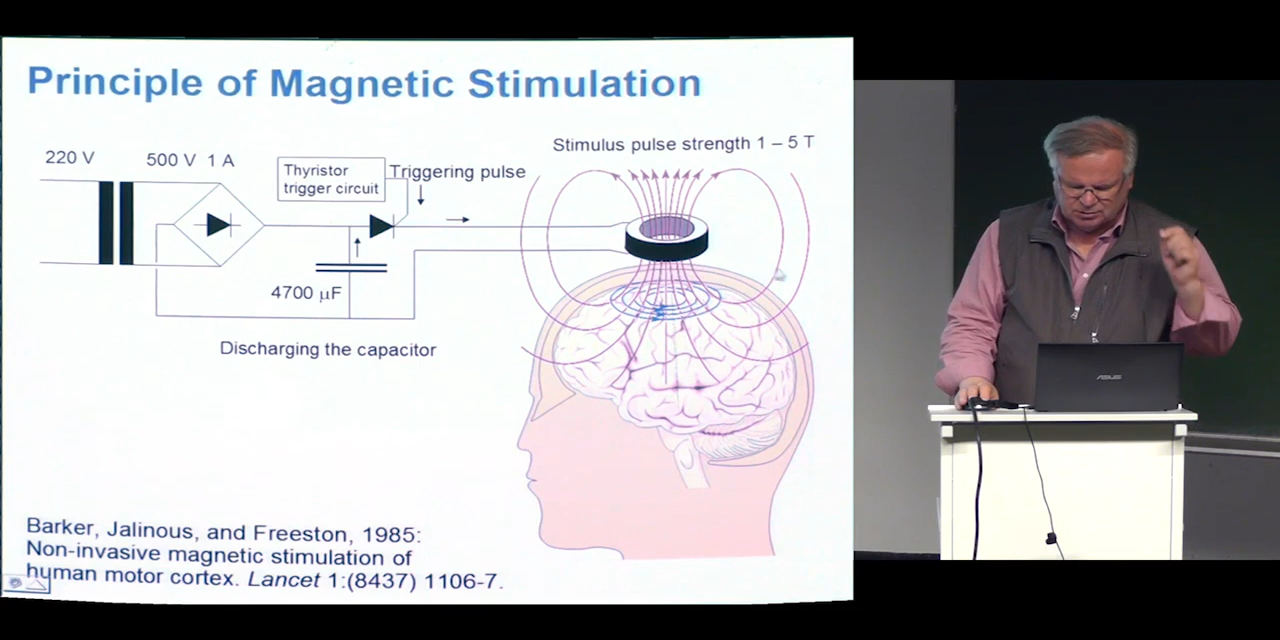 Principle of Magnetic Stimulation
Stimulus pulse strength 1 – 5 T
220 V
500 V 1 A
Thyristor
trigger circuit
Triggering pulse
4700 μF
Discharging the capacitor
Barker, Jalinous, and Freeston, 1985:
Non-invasive magnetic stimulation of
human motor cortex. Lancet 1:(8437) 1106-7.
ASUS